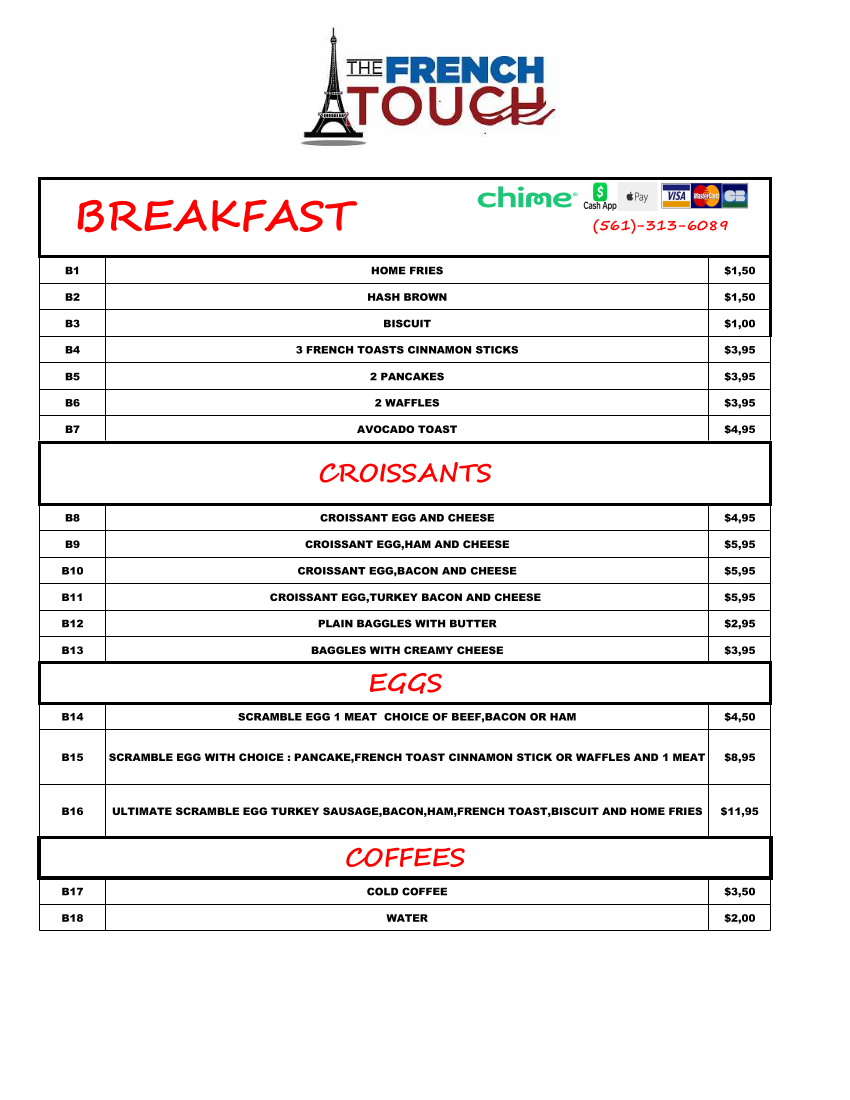 THE FRENCH
TOUCH
BREAKFAST
chime
Cash App
Pay
VISA
MasterCard
CB
(561)-313-6089
B1 HOME FRIES $1,50
B2 HASH BROWN $1,50
B3 BISCUIT $1,00
B4 3 FRENCH TOASTS CINNAMON STICKS $3,95
B5 2 PANCAKES $3,95
B6 2 WAFFLES $3,95
B7 AVOCADO TOAST $4,95
CROISSANTS
B8 CROISSANT EGG AND CHEESE $4,95
B9 CROISSANT EGG,HAM AND CHEESE $5,95
B10 CROISSANT EGG,BACON AND CHEESE $5,95
B11 CROISSANT EGG,TURKEY BACON AND CHEESE $5,95
B12 PLAIN BAGGLES WITH BUTTER $2,95
B13 BAGGLES WITH CREAMY CHEESE $3,95
EGGS
B14 SCRAMBLE EGG 1 MEAT  CHOICE OF BEEF,BACON OR HAM $4,50
B15 SCRAMBLE EGG WITH CHOICE : PANCAKE,FRENCH TOAST CINNAMON STICK OR WAFFLES AND 1 MEAT $8,95
B16 ULTIMATE SCRAMBLE EGG TURKEY SAUSAGE,BACON,HAM,FRENCH TOAST,BISCUIT AND HOME FRIES $11,95
COFFEES
B17 COLD COFFEE $3,50
B18 WATER $2,00